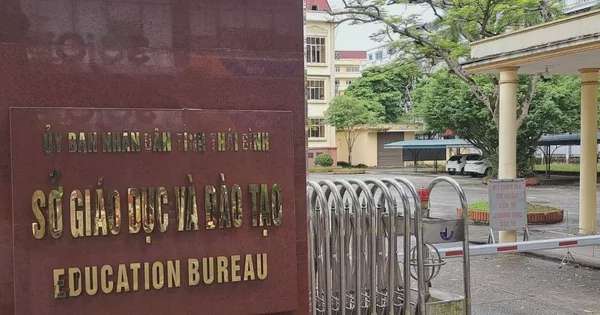 ỦY BAN NHÂN DÂN TỈNH THÁI BÌNH
SỞ GIÁO DỤC VÀ ĐÀO TẠO
EDUCATION BUREAU